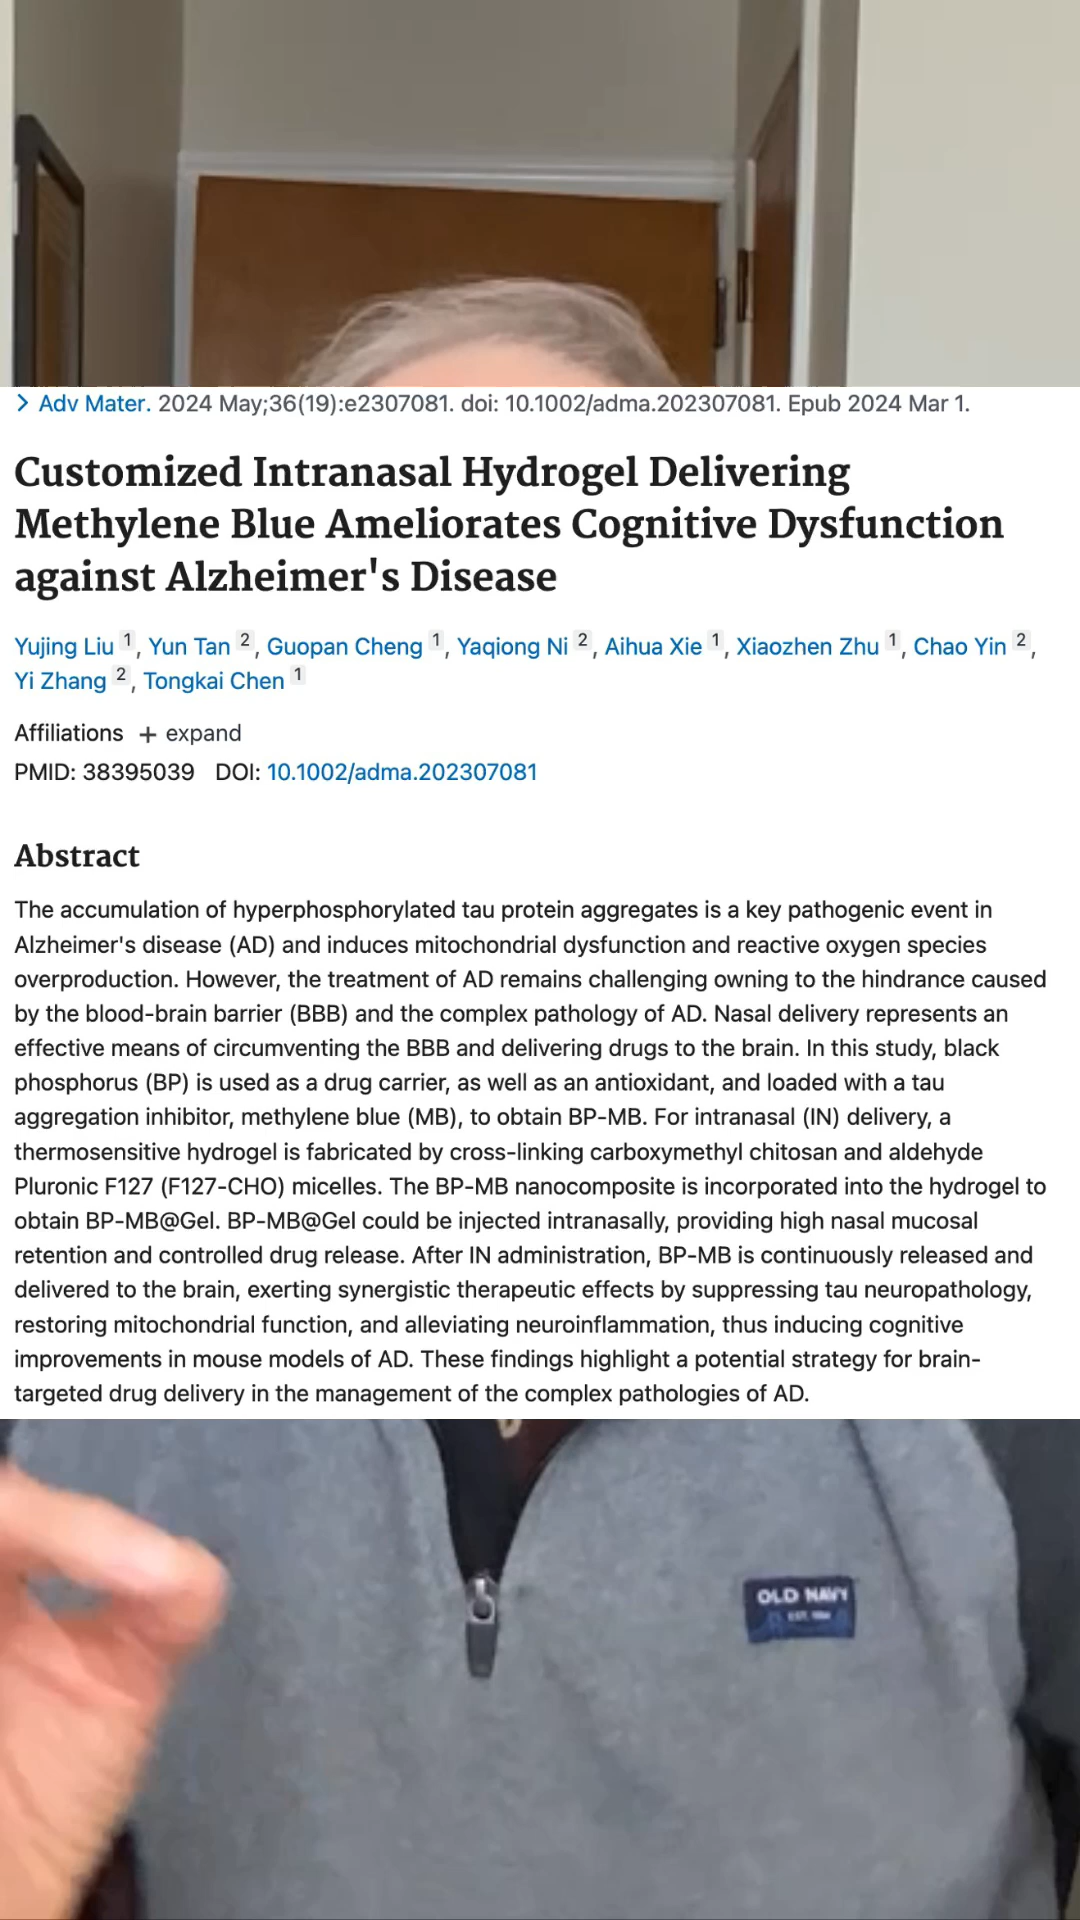 > Adv Mater. 2024 May;36(19):e2307081. doi: 10.1002/adma.202307081. Epub 2024 Mar 1.
Customized Intranasal Hydrogel Delivering
Methylene Blue Ameliorates Cognitive Dysfunction
against Alzheimer's Disease
Yujing Liu 1, Yun Tan 2, Guopan Cheng 1, Yaqiong Ni 2, Aihua Xie 1, Xiaozhen Zhu 1, Chao Yin 2,
Yi Zhang 2, Tongkai Chen 1
Affiliations + expand
PMID: 38395039 DOI: 10.1002/adma.202307081
Abstract
The accumulation of hyperphosphorylated tau protein aggregates is a key pathogenic event in
Alzheimer's disease (AD) and induces mitochondrial dysfunction and reactive oxygen species
overproduction. However, the treatment of AD remains challenging owning to the hindrance caused
by the blood-brain barrier (BBB) and the complex pathology of AD. Nasal delivery represents an
effective means of circumventing the BBB and delivering drugs to the brain. In this study, black
phosphorus (BP) is used as a drug carrier, as well as an antioxidant, and loaded with a tau
aggregation inhibitor, methylene blue (MB), to obtain BP-MB. For intranasal (IN) delivery, a
thermosensitive hydrogel is fabricated by cross-linking carboxymethyl chitosan and aldehyde
Pluronic F127 (F127-CHO) micelles. The BP-MB nanocomposite is incorporated into the hydrogel to
obtain BP-MB@Gel. BP-MB@Gel could be injected intranasally, providing high nasal mucosal
retention and controlled drug release. After IN administration, BP-MB is continuously released and
delivered to the brain, exerting synergistic therapeutic effects by suppressing tau neuropathology,
restoring mitochondrial function, and alleviating neuroinflammation, thus inducing cognitive
improvements in mouse models of AD. These findings highlight a potential strategy for brain-
targeted drug delivery in the management of the complex pathologies of AD.
OLD NAVY
EST. 1994